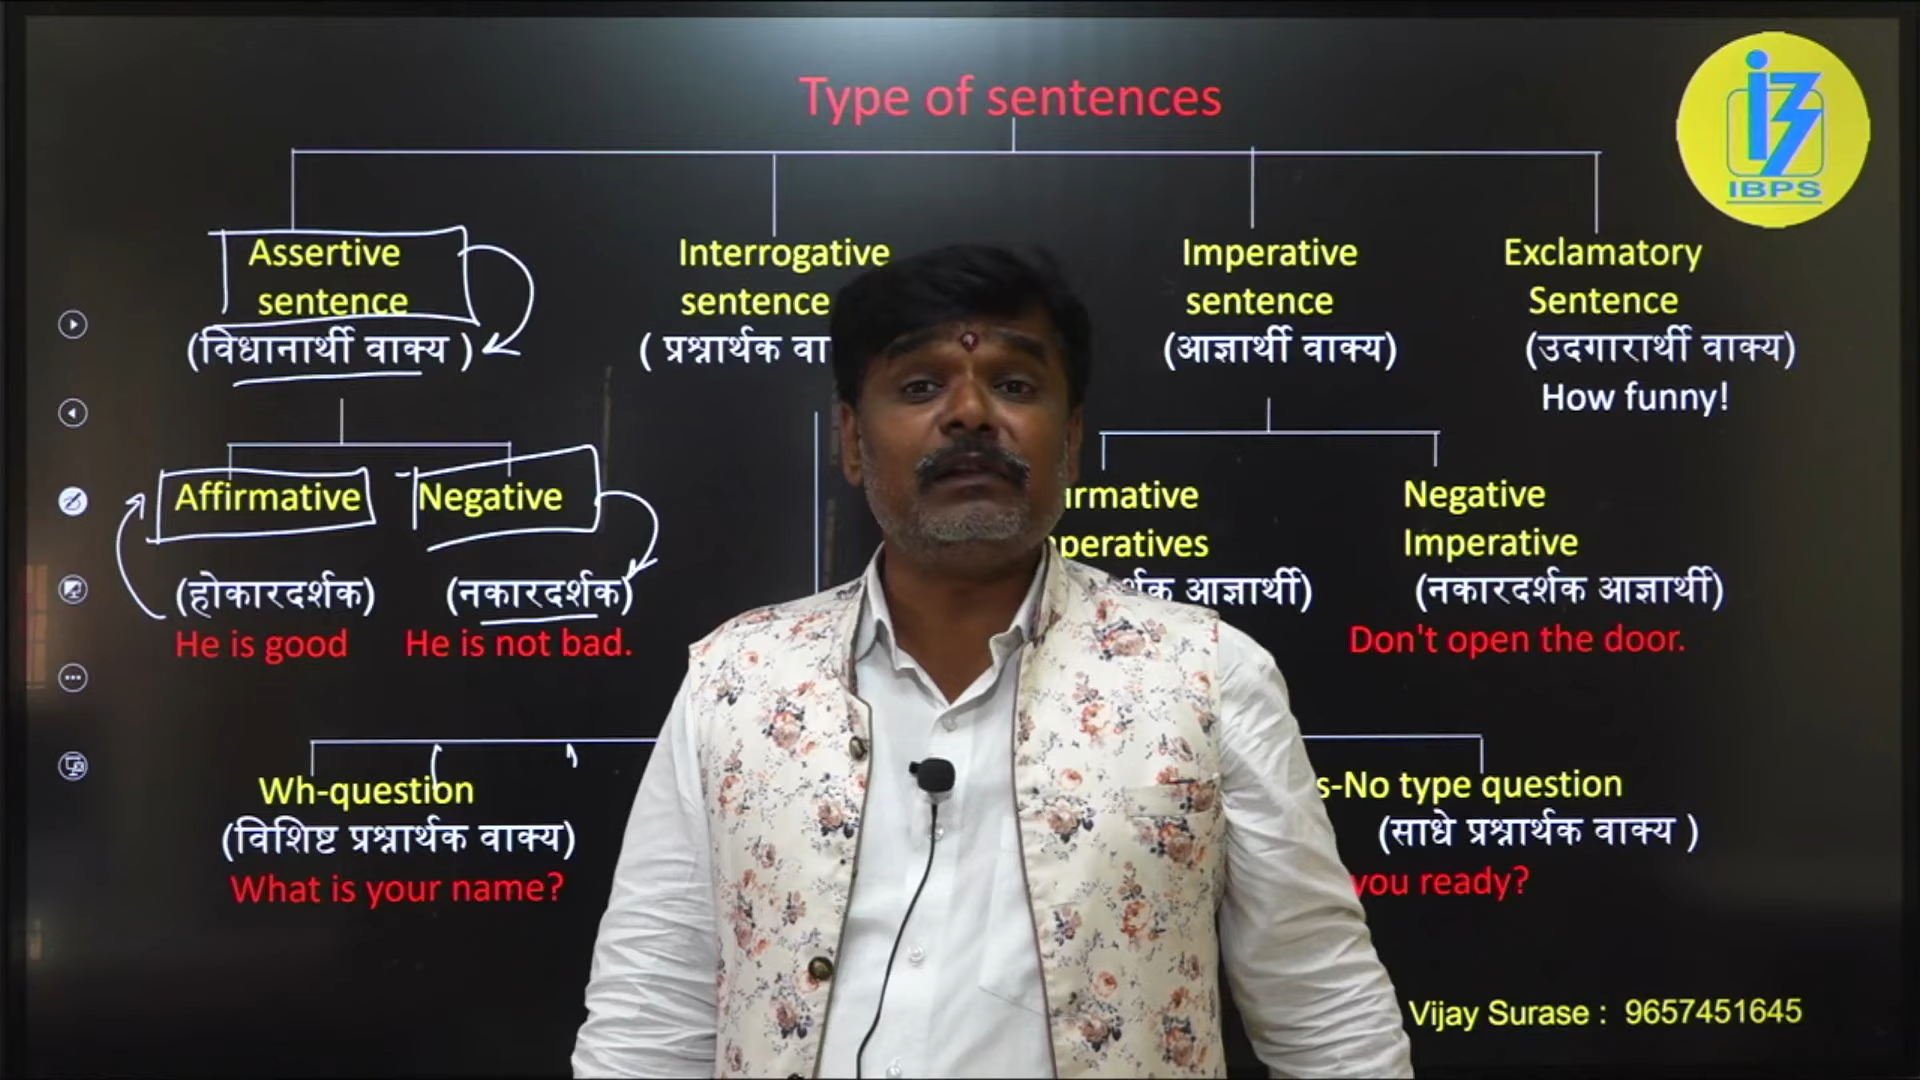 Type of sentences
IBPS
Assertive
sentence
(विधानार्थी वाक्य )
Interrogative
sentence
( प्रश्नार्थक
Imperative
sentence
(आज्ञार्थी वाक्य)
Exclamatory
Sentence
(उदगारार्थी वाक्य)
How funny!
Affirmative
(होकारदर्शक)
He is good
Negative
(नकारदर्शक)
He is not bad.
आज्ञार्थी)
Negative
Imperative
(नकारदर्शक आज्ञार्थी)
Don't open the door.
Wh-question
(विशिष्ट प्रश्नार्थक वाक्य)
What is your name?
s-No type question
(साधे प्रश्नार्थक वाक्य )
you ready?
Vijay Surase : 9657451645